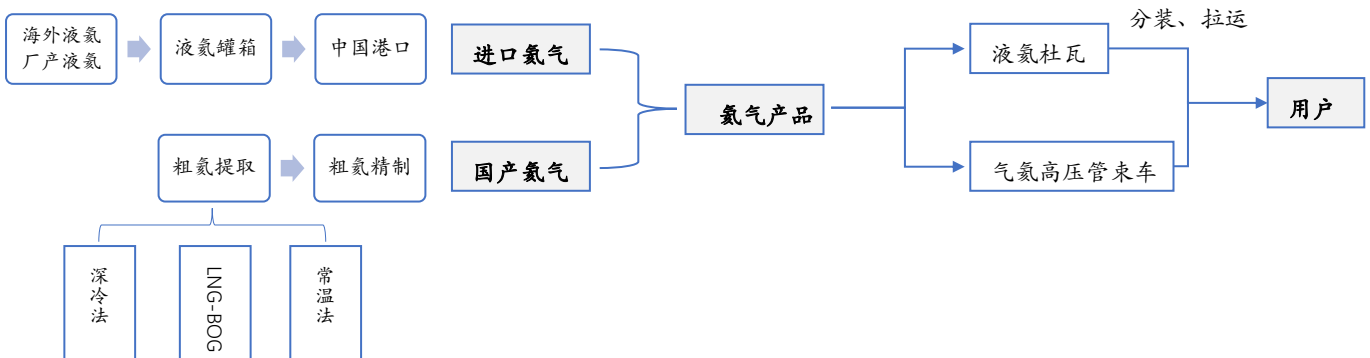 海外液氦
厂产液氦
液氦罐箱
中国港口
进口氦气
分装、拉运
液氦杜瓦
氦气产品
用户
粗氦提取
粗氦精制
国产氦气
气氦高压管束车
深冷法
LNG-BOG
常温法